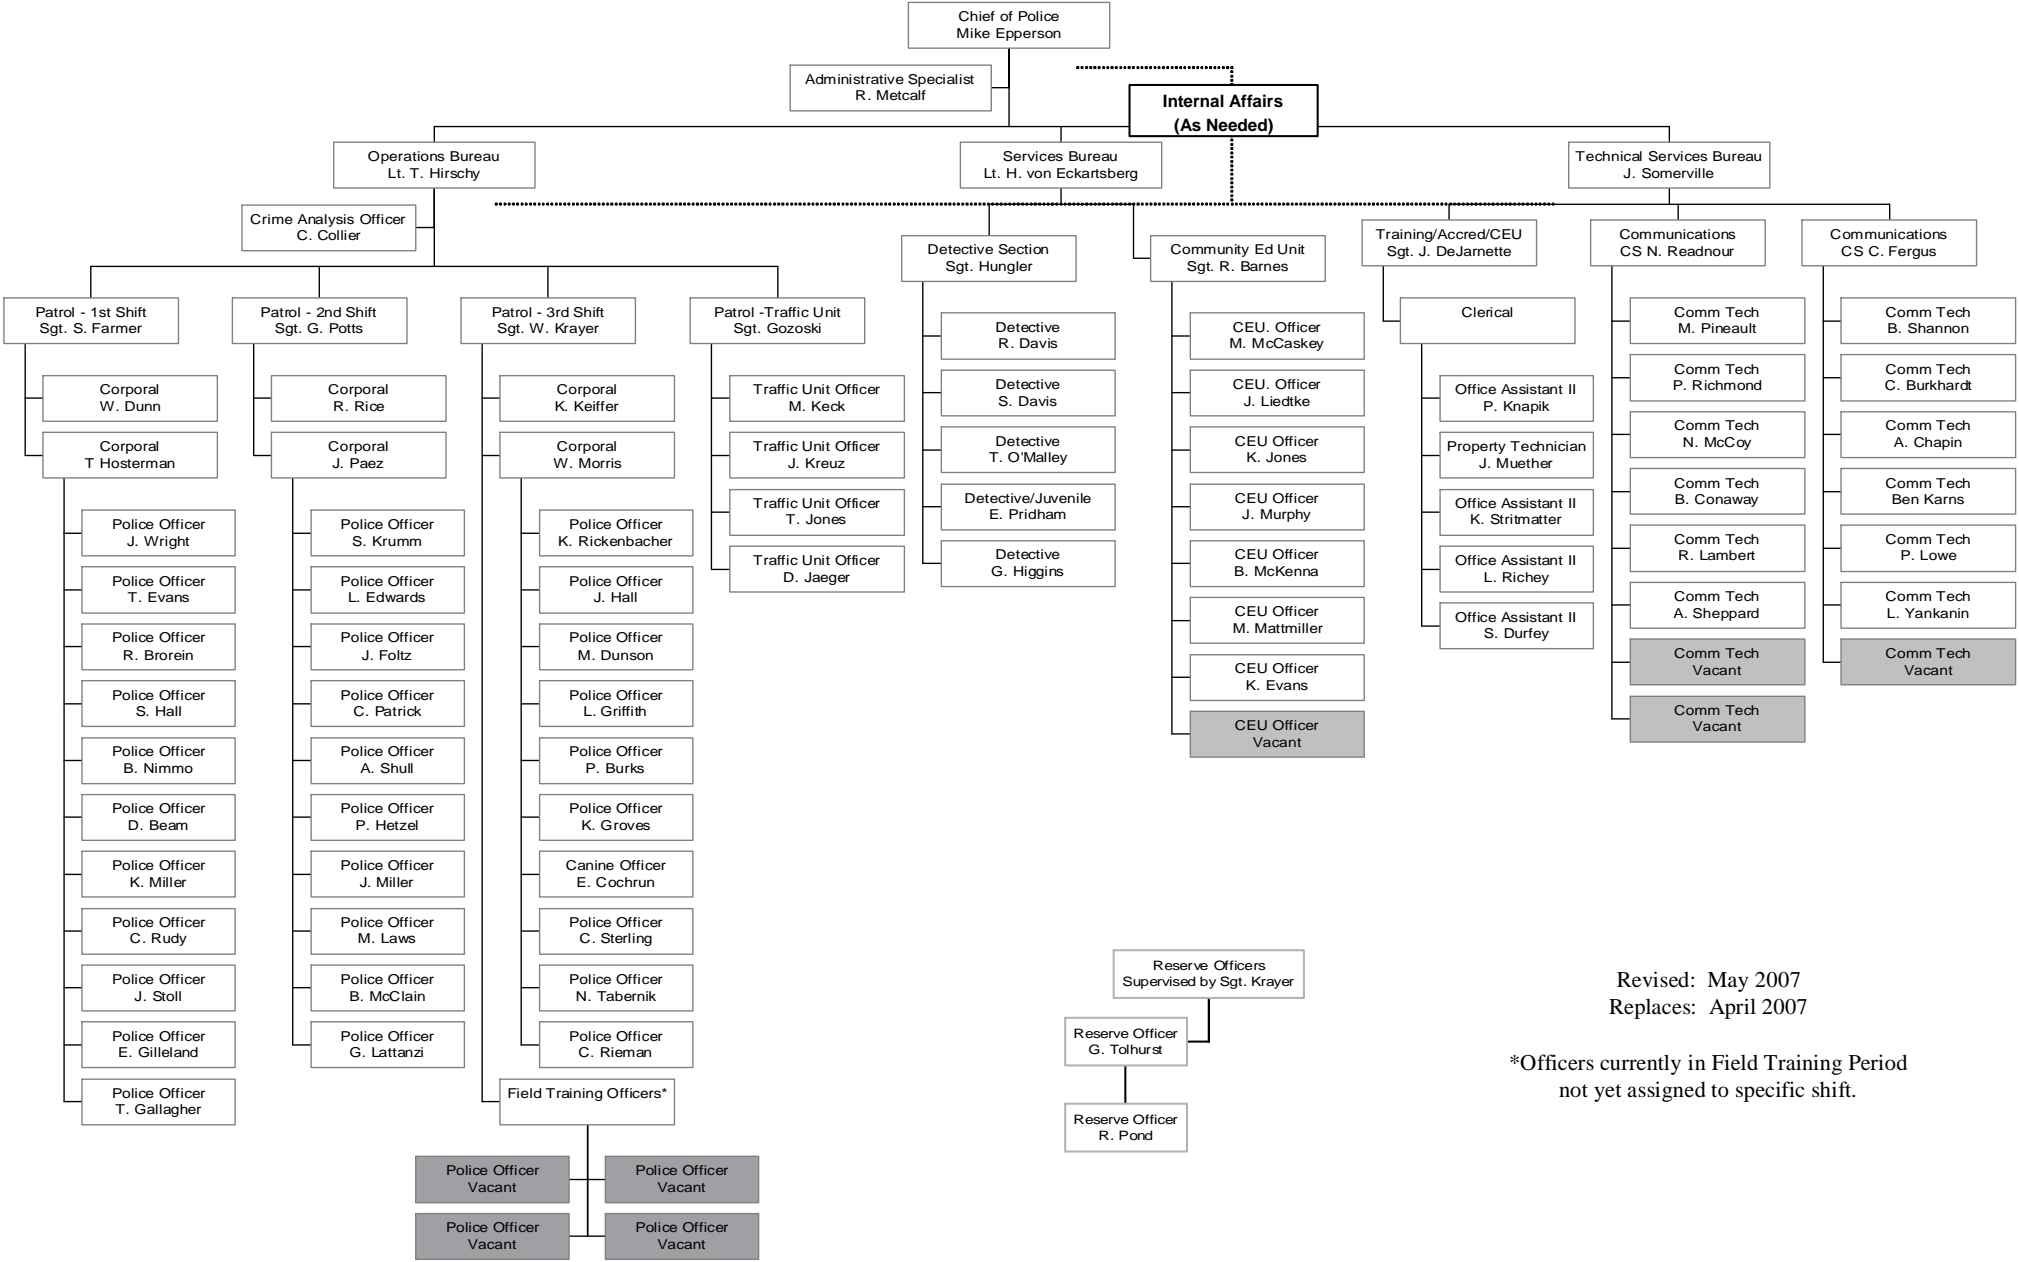 Chief of Police
Mike Epperson
Administrative Specialist
R. Metcalf
Internal Affairs
(As Needed)
Operations Bureau
Lt. T. Hirschy
Services Bureau
Lt. H. von Eckartsberg
Technical Services Bureau
J. Somerville
Crime Analysis Officer
C. Collier
Patrol - 1st Shift
Sgt. S. Farmer
Corporal
W. Dunn
Corporal
T Hosterman
Police Officer
J. Wright
Police Officer
T. Evans
Police Officer
R. Brorein
Police Officer
S. Hall
Police Officer
B. Nimmo
Police Officer
D. Beam
Police Officer
K. Miller
Police Officer
C. Rudy
Police Officer
J. Stoll
Police Officer
E. Gilleland
Police Officer
T. Gallagher
Patrol - 2nd Shift
Sgt. G. Potts
Corporal
R. Rice
Corporal
J. Paez
Police Officer
S. Krumm
Police Officer
L. Edwards
Police Officer
J. Foltz
Police Officer
C. Patrick
Police Officer
A. Shull
Police Officer
P. Hetzel
Police Officer
J. Miller
Police Officer
M. Laws
Police Officer
B. McClain
Police Officer
G. Lattanzi
Patrol - 3rd Shift
Sgt. W. Krayer
Corporal
K. Keiffer
Corporal
W. Morris
Police Officer
K. Rickenbacher
Police Officer
J. Hall
Police Officer
M. Dunson
Police Officer
L. Griffith
Police Officer
P. Burks
Police Officer
K. Groves
Canine Officer
E. Cochrun
Police Officer
C. Sterling
Police Officer
N. Tabernik
Police Officer
C. Rieman
Field Training Officers*
Police Officer
Vacant
Police Officer
Vacant
Police Officer
Vacant
Police Officer
Vacant
Patrol -Traffic Unit
Sgt. Gozoski
Traffic Unit Officer
M. Keck
Traffic Unit Officer
J. Kreuz
Traffic Unit Officer
T. Jones
Traffic Unit Officer
D. Jaeger
Detective Section
Sgt. Hungler
Detective
R. Davis
Detective
S. Davis
Detective
T. O'Malley
Detective/Juvenile
E. Pridham
Detective
G. Higgins
Community Ed Unit
Sgt. R. Barnes
CEU. Officer
M. McCaskey
CEU. Officer
J. Liedtke
CEU Officer
K. Jones
CEU Officer
J. Murphy
CEU Officer
B. McKenna
CEU Officer
M. Mattmiller
CEU Officer
K. Evans
CEU Officer
Vacant
Training/Accred/CEU
Sgt. J. DeJarnette
Clerical
Office Assistant II
P. Knapik
Property Technician
J. Muether
Office Assistant II
K. Stritmatter
Office Assistant II
L. Richey
Office Assistant II
S. Durfey
Communications
CS N. Readnour
Comm Tech
M. Pineault
Comm Tech
P. Richmond
Comm Tech
N. McCoy
Comm Tech
B. Conaway
Comm Tech
R. Lambert
Comm Tech
A. Sheppard
Comm Tech
Vacant
Comm Tech
Vacant
Communications
CS C. Fergus
Comm Tech
B. Shannon
Comm Tech
C. Burkhardt
Comm Tech
A. Chapin
Comm Tech
Ben Karns
Comm Tech
P. Lowe
Comm Tech
L. Yankanin
Comm Tech
Vacant
Reserve Officers
Supervised by Sgt. Krayer
Reserve Officer
G. Tolhurst
Reserve Officer
R. Pond
Revised: May 2007
Replaces: April 2007
*Officers currently in Field Training Period
not yet assigned to specific shift.